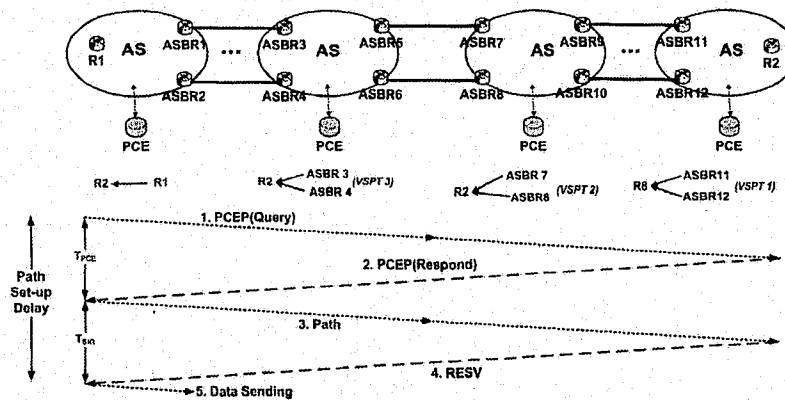 AS
ASBR1
ASBR3
AS
ASBR5
ASBR7
AS
ASBR9
ASBR11
AS
R1
...
...
R2
ASBR2
ASBR4
ASBR6
ASBR8
ASBR10
ASBR12
PCE
PCE
PCE
PCE
R2 R1
R2 ASBR 3 ASBR 4 (VSPT 3)
R2 ASBR 7 ASBR8 (VSPT 2)
R8 ASBR11 ASBR12 (VSPT 1)
Path Set-up Delay
TPCE
TSIG
1. PCEP(Query)
2. PCEP(Respond)
3. Path
4. RESV
5. Data Sending